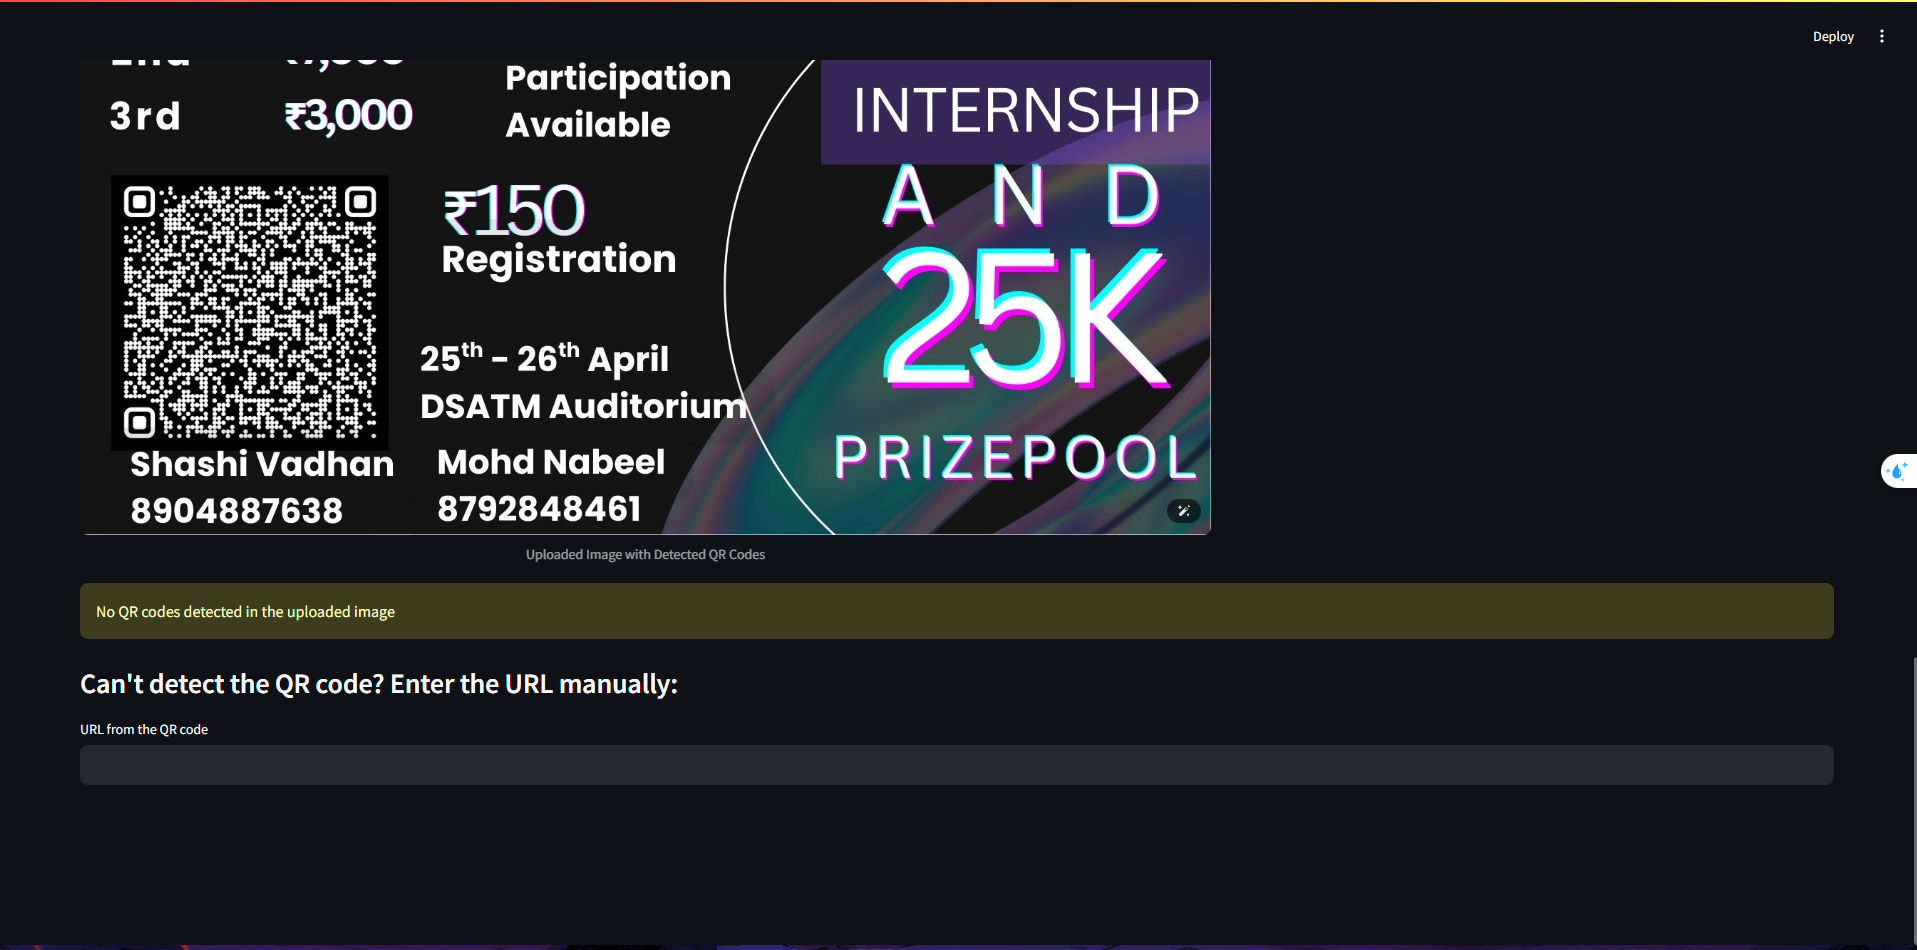 Deploy
3rd ₹3,000
Participation
Available
₹150
Registration
25th - 26th April
DSATM Auditorium
Shashi Vadhan
8904887638
Mohd Nabeel
8792848461
INTERNSHIP
AND
25K
PRIZEPOOL
Uploaded Image with Detected QR Codes
No QR codes detected in the uploaded image
Can't detect the QR code? Enter the URL manually:
URL from the QR code